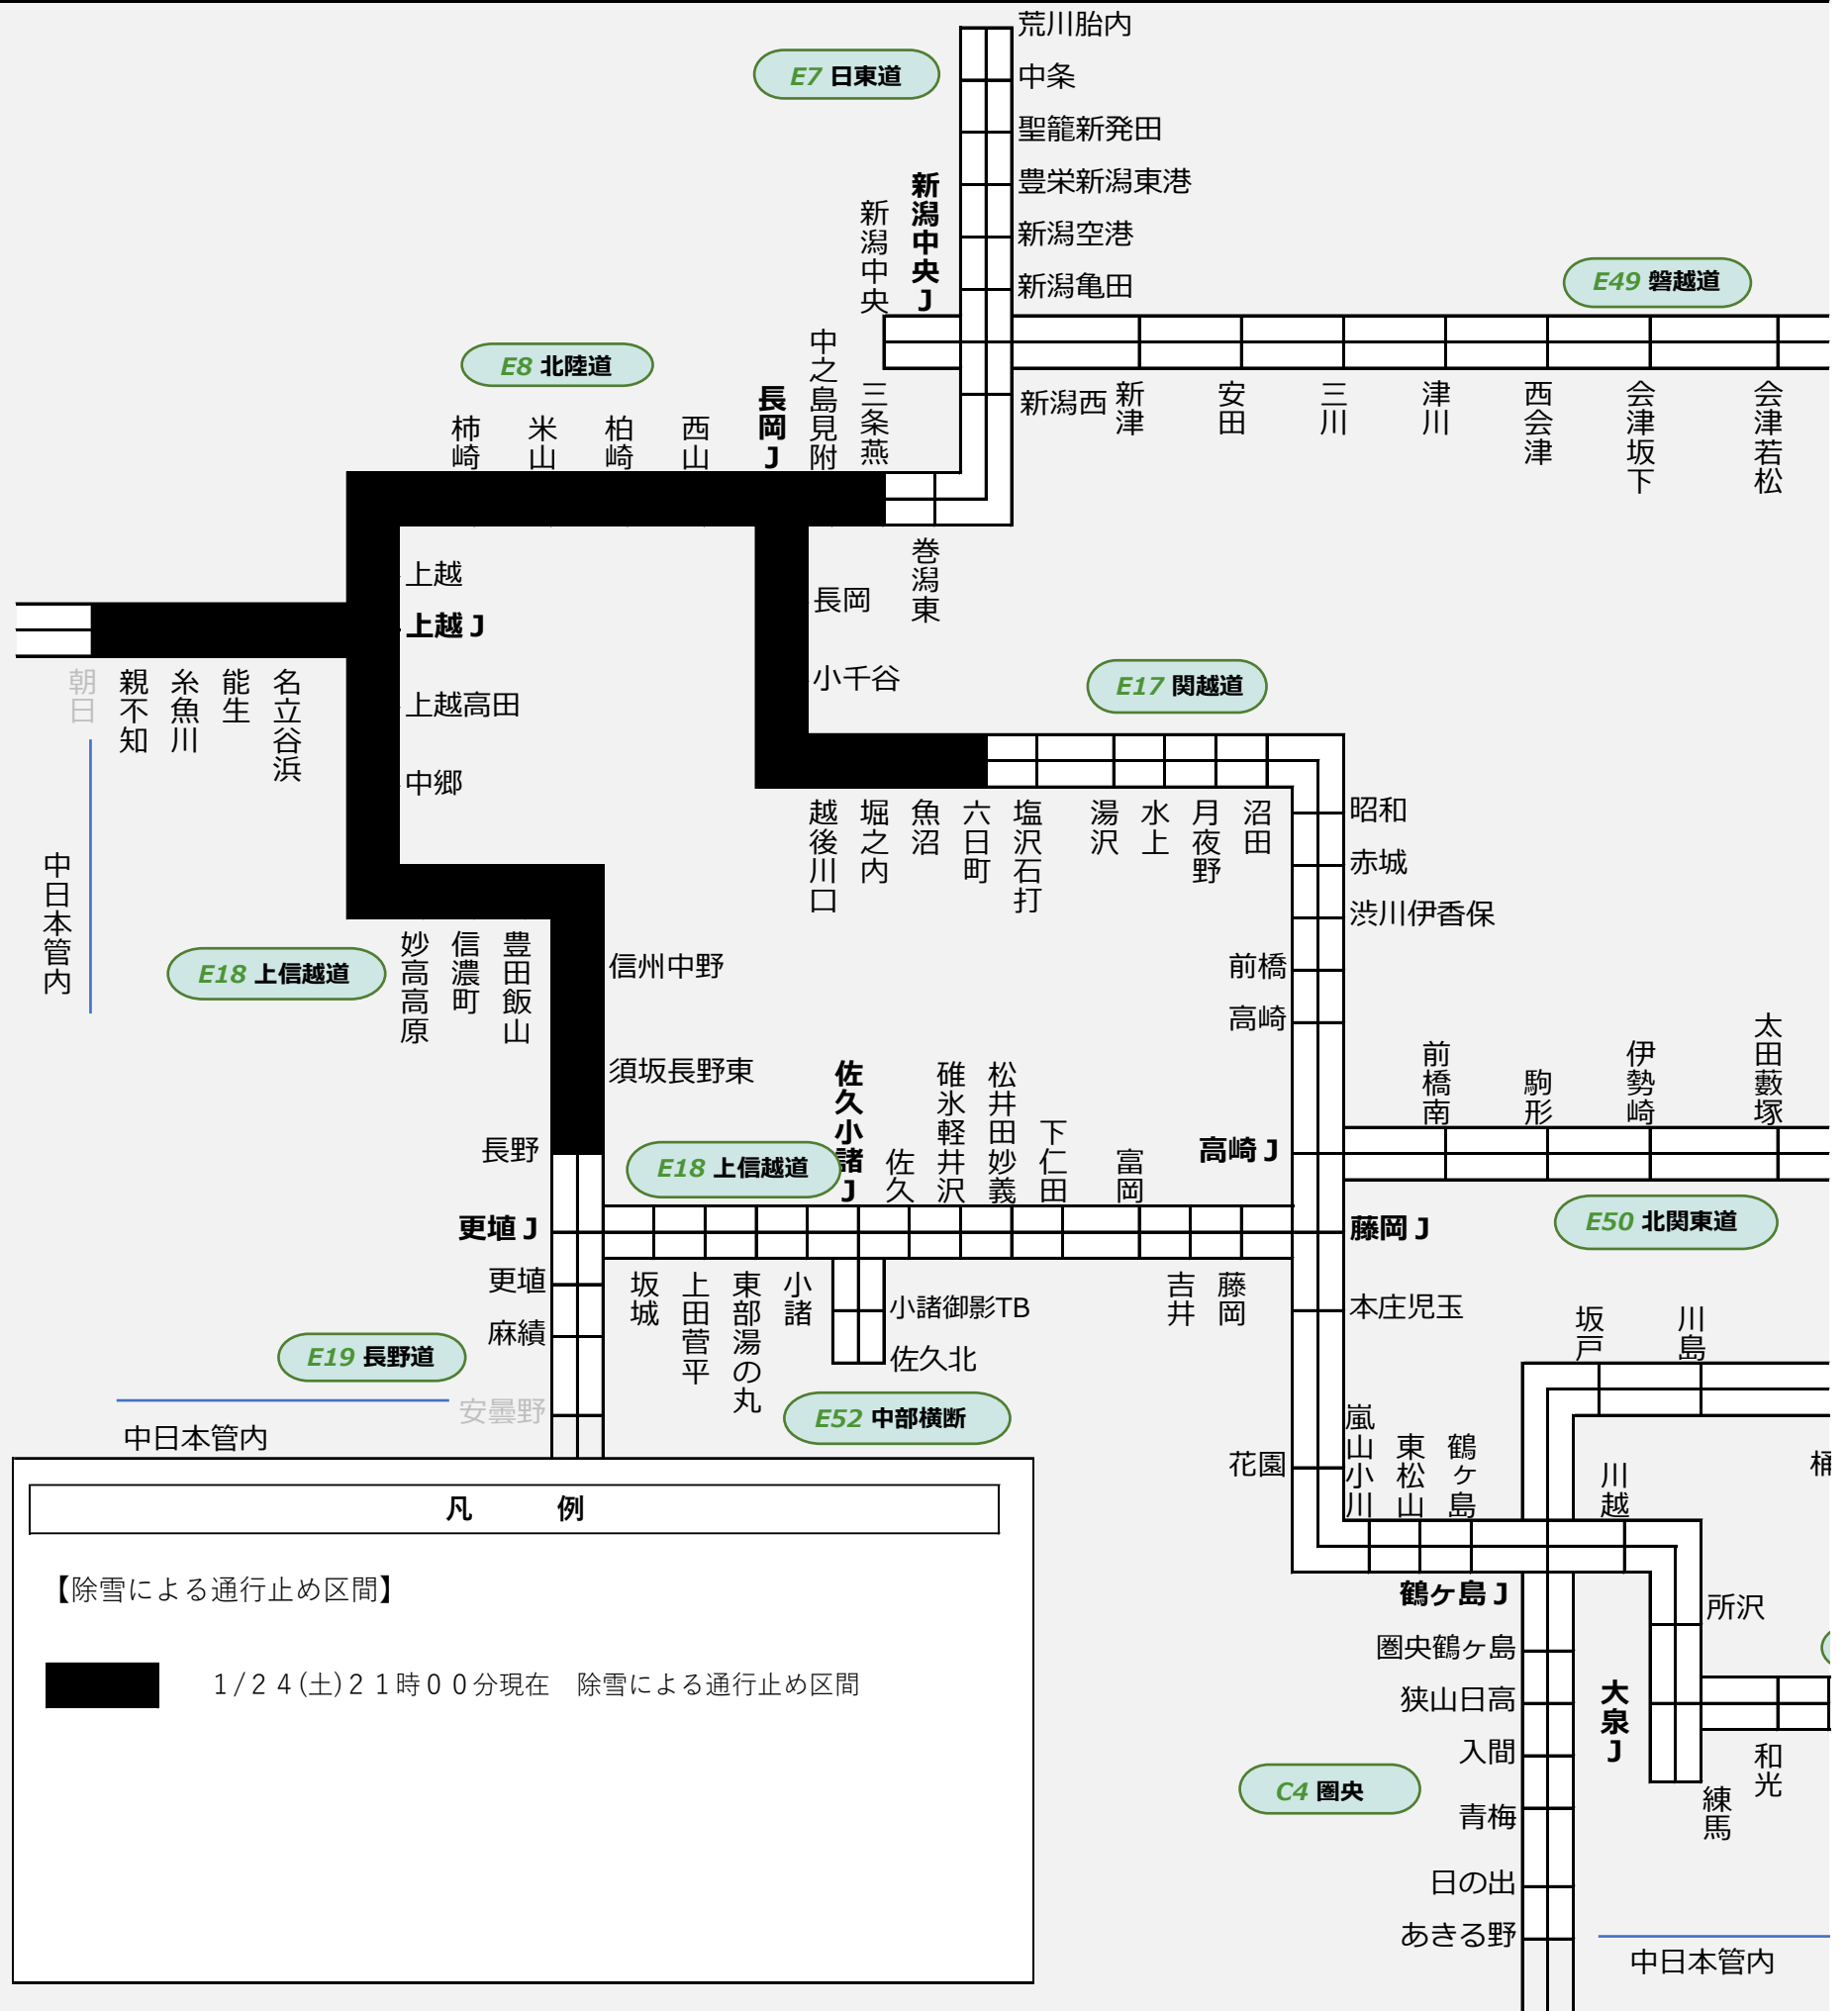 荒川胎内
E7 日東道
中条
聖籠新発田
新潟中央J
豊栄新潟東港
新潟中央
新潟空港
E49 磐越道
新潟亀田
E8 北陸道
中之島見附
長岡J
三条燕
新潟西
新津
安田
三川
津川
西会津
会津坂下
会津若松
柿崎
米山
柏崎
西山
巻潟東
上越
長岡
上越J
小千谷
E17 関越道
朝日
親不知
糸魚川
能生
名立谷浜
上越高田
中郷
越後川口
堀之内
魚沼
六日町
塩沢石打
湯沢
水上
月夜野
沼田
昭和
赤城
渋川伊香保
中日本管内
妙高高原
信濃町
豊田飯山
E18 上信越道
信州中野
前橋
高崎
須坂長野東
佐久小諸J
碓氷軽井沢
松井田妙義
下仁田
富岡
佐久
前橋南
駒形
伊勢崎
太田藪塚
長野
E18 上信越道
高崎J
更埴J
藤岡J
E50 北関東道
更埴
坂城
上田菅平
東部湯の丸
小諸
小諸御影TB
吉井
藤岡
本庄児玉
坂戸
川島
麻績
E19 長野道
佐久北
安曇野
E52 中部横断
中日本管内
花園
嵐山小川
東松山
鶴ヶ島
川越
桶
凡　例
【除雪による通行止め区間】
鶴ヶ島J
所沢
圏央鶴ヶ島
1/24(土)21時00分現在　除雪による通行止め区間
狭山日高
大泉J
入間
和光
C4 圏央
練馬
青梅
日の出
あきる野
中日本管内